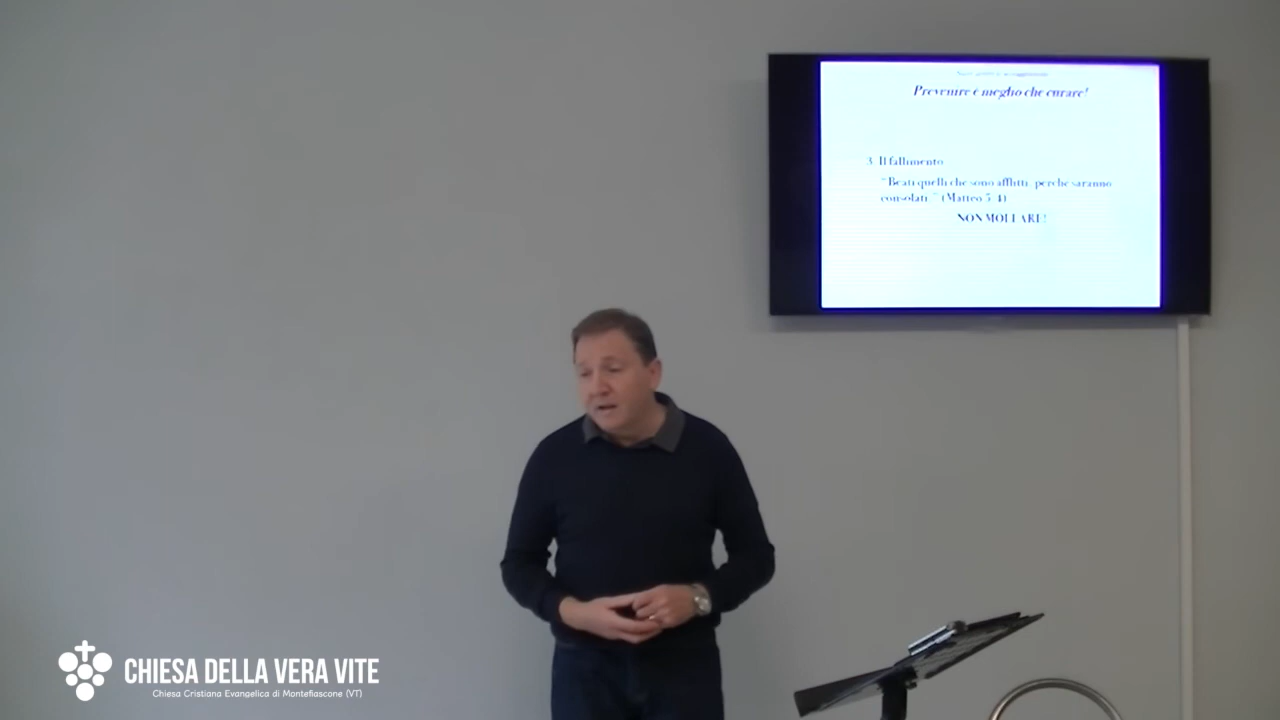 Prevenire è meglio che curare!
3. Il fallimento
"Beati quelli che sono afflitti, perché saranno
consolati." (Matteo 5:4)
NON MOLLARE!
CHIESA DELLA VERA VITE
Chiesa Cristiana Evangelica di Montefiascone (VT)